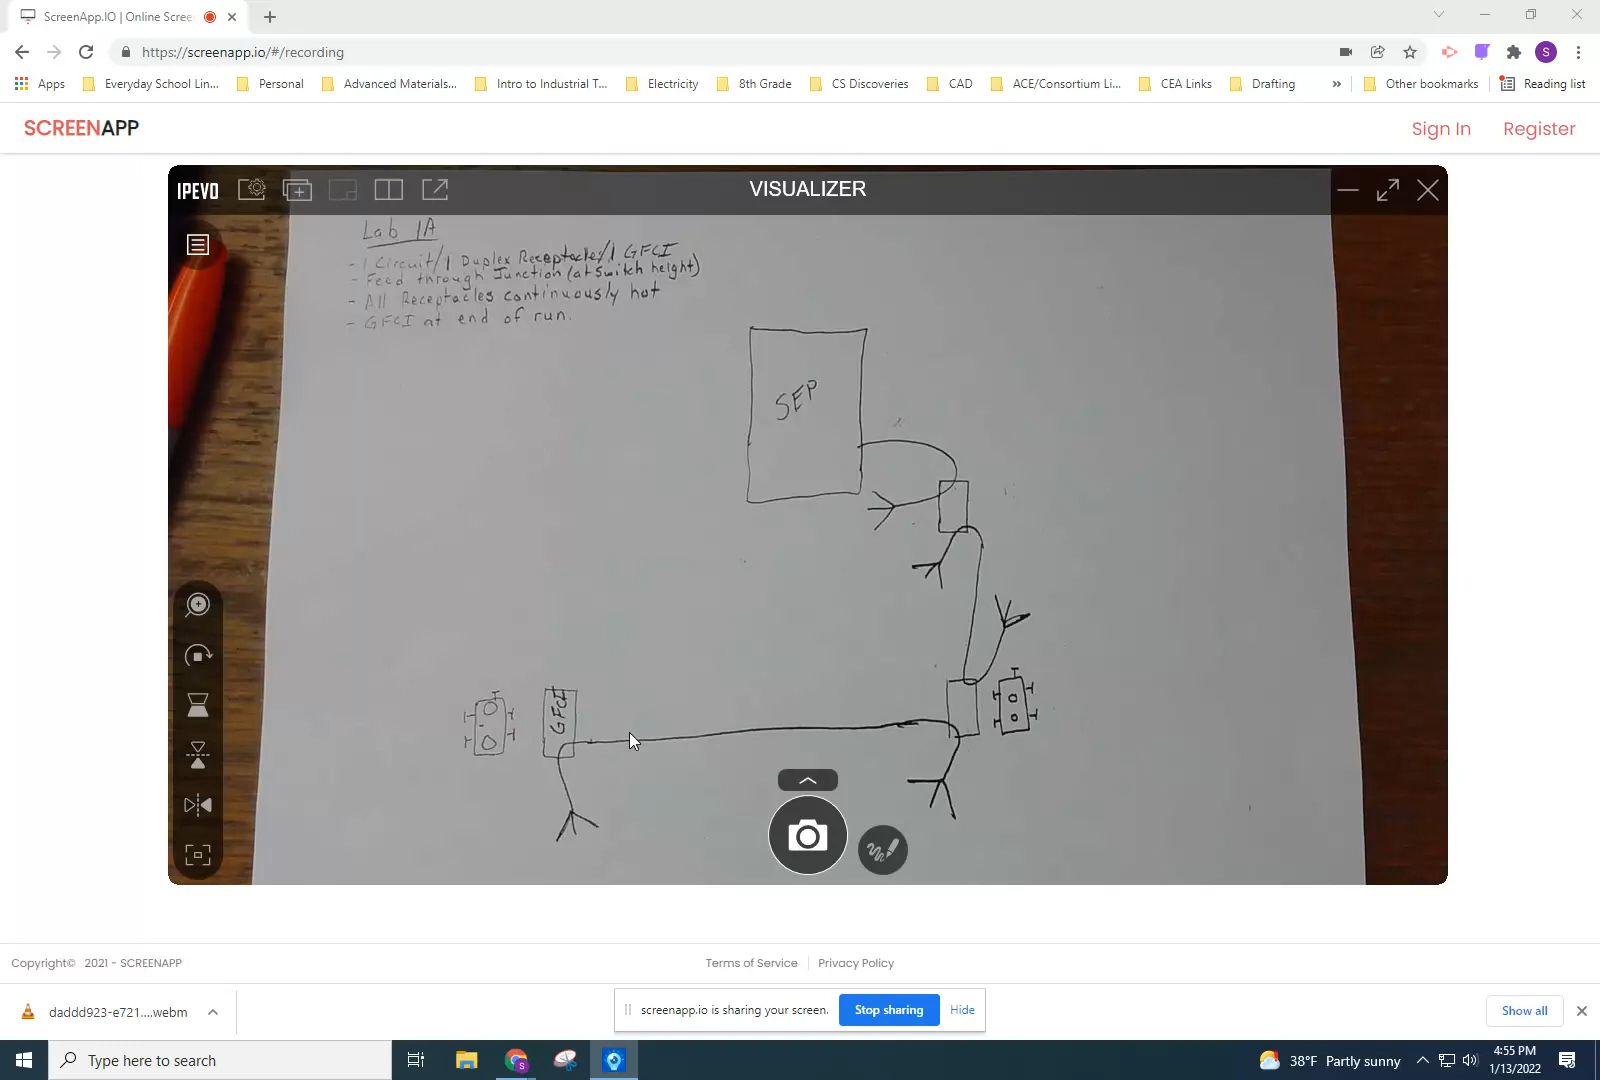 ScreenApp.IO | Online Scree
https://screenapp.io/#/recording
S
Apps
Everyday School Lin...
Personal
Advanced Materials...
Intro to Industrial T...
Electricity
8th Grade
CS Discoveries
CAD
ACE/Consortium Li...
CEA Links
Drafting
»
Other bookmarks
Reading list
SCREENAPP
Sign In
Register
IPEVO
VISUALIZER
Lab 1A
- 1 Circuit/1 Duplex Receptacle/1 GFCI
- Feed through Junction (at switch height)
- All Receptacles continuously hot
- GFCI at end of run.
SEP
GFCI
Copyright© 2021 - SCREENAPP
Terms of Service
Privacy Policy
daddd923-e721....webm
screenapp.io is sharing your screen.
Stop sharing
Hide
Show all
Type here to search
38°F Partly sunny
4:55 PM
1/13/2022